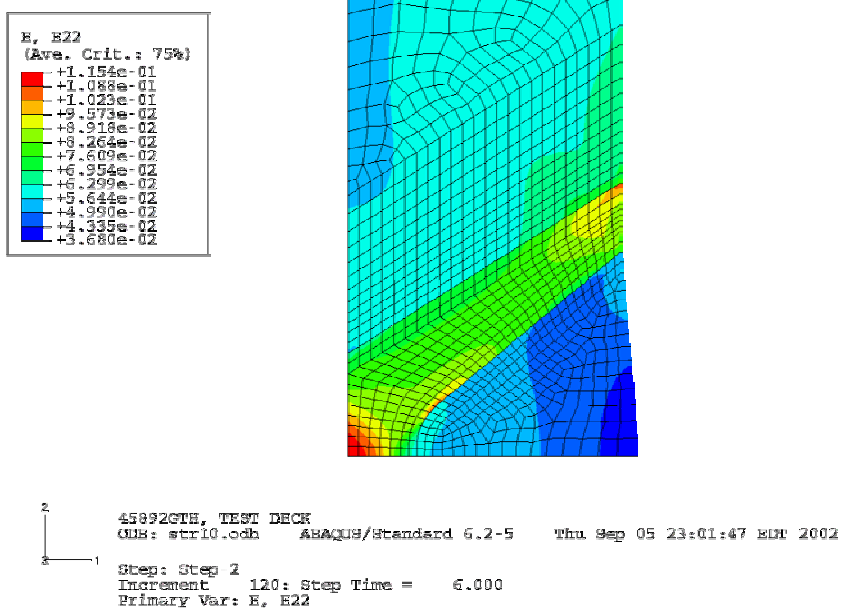 E, E22
(Ave. Crit.: 75%)
+1.154e-01
+1.088e-01
+1.023e-01
+9.573e-02
+8.918e-02
+8.264e-02
+7.609e-02
+6.954e-02
+6.299e-02
+5.644e-02
+4.990e-02
+4.335e-02
+3.680e-02
2
3 1
45892GTH, TEST DECK
ODB: str10.odb ABAQUS/Standard 6.2-5 Thu Sep 05 23:01:47 EDT 2002
Step: Step 2
Increment 120: Step Time = 6.000
Primary Var: E, E22